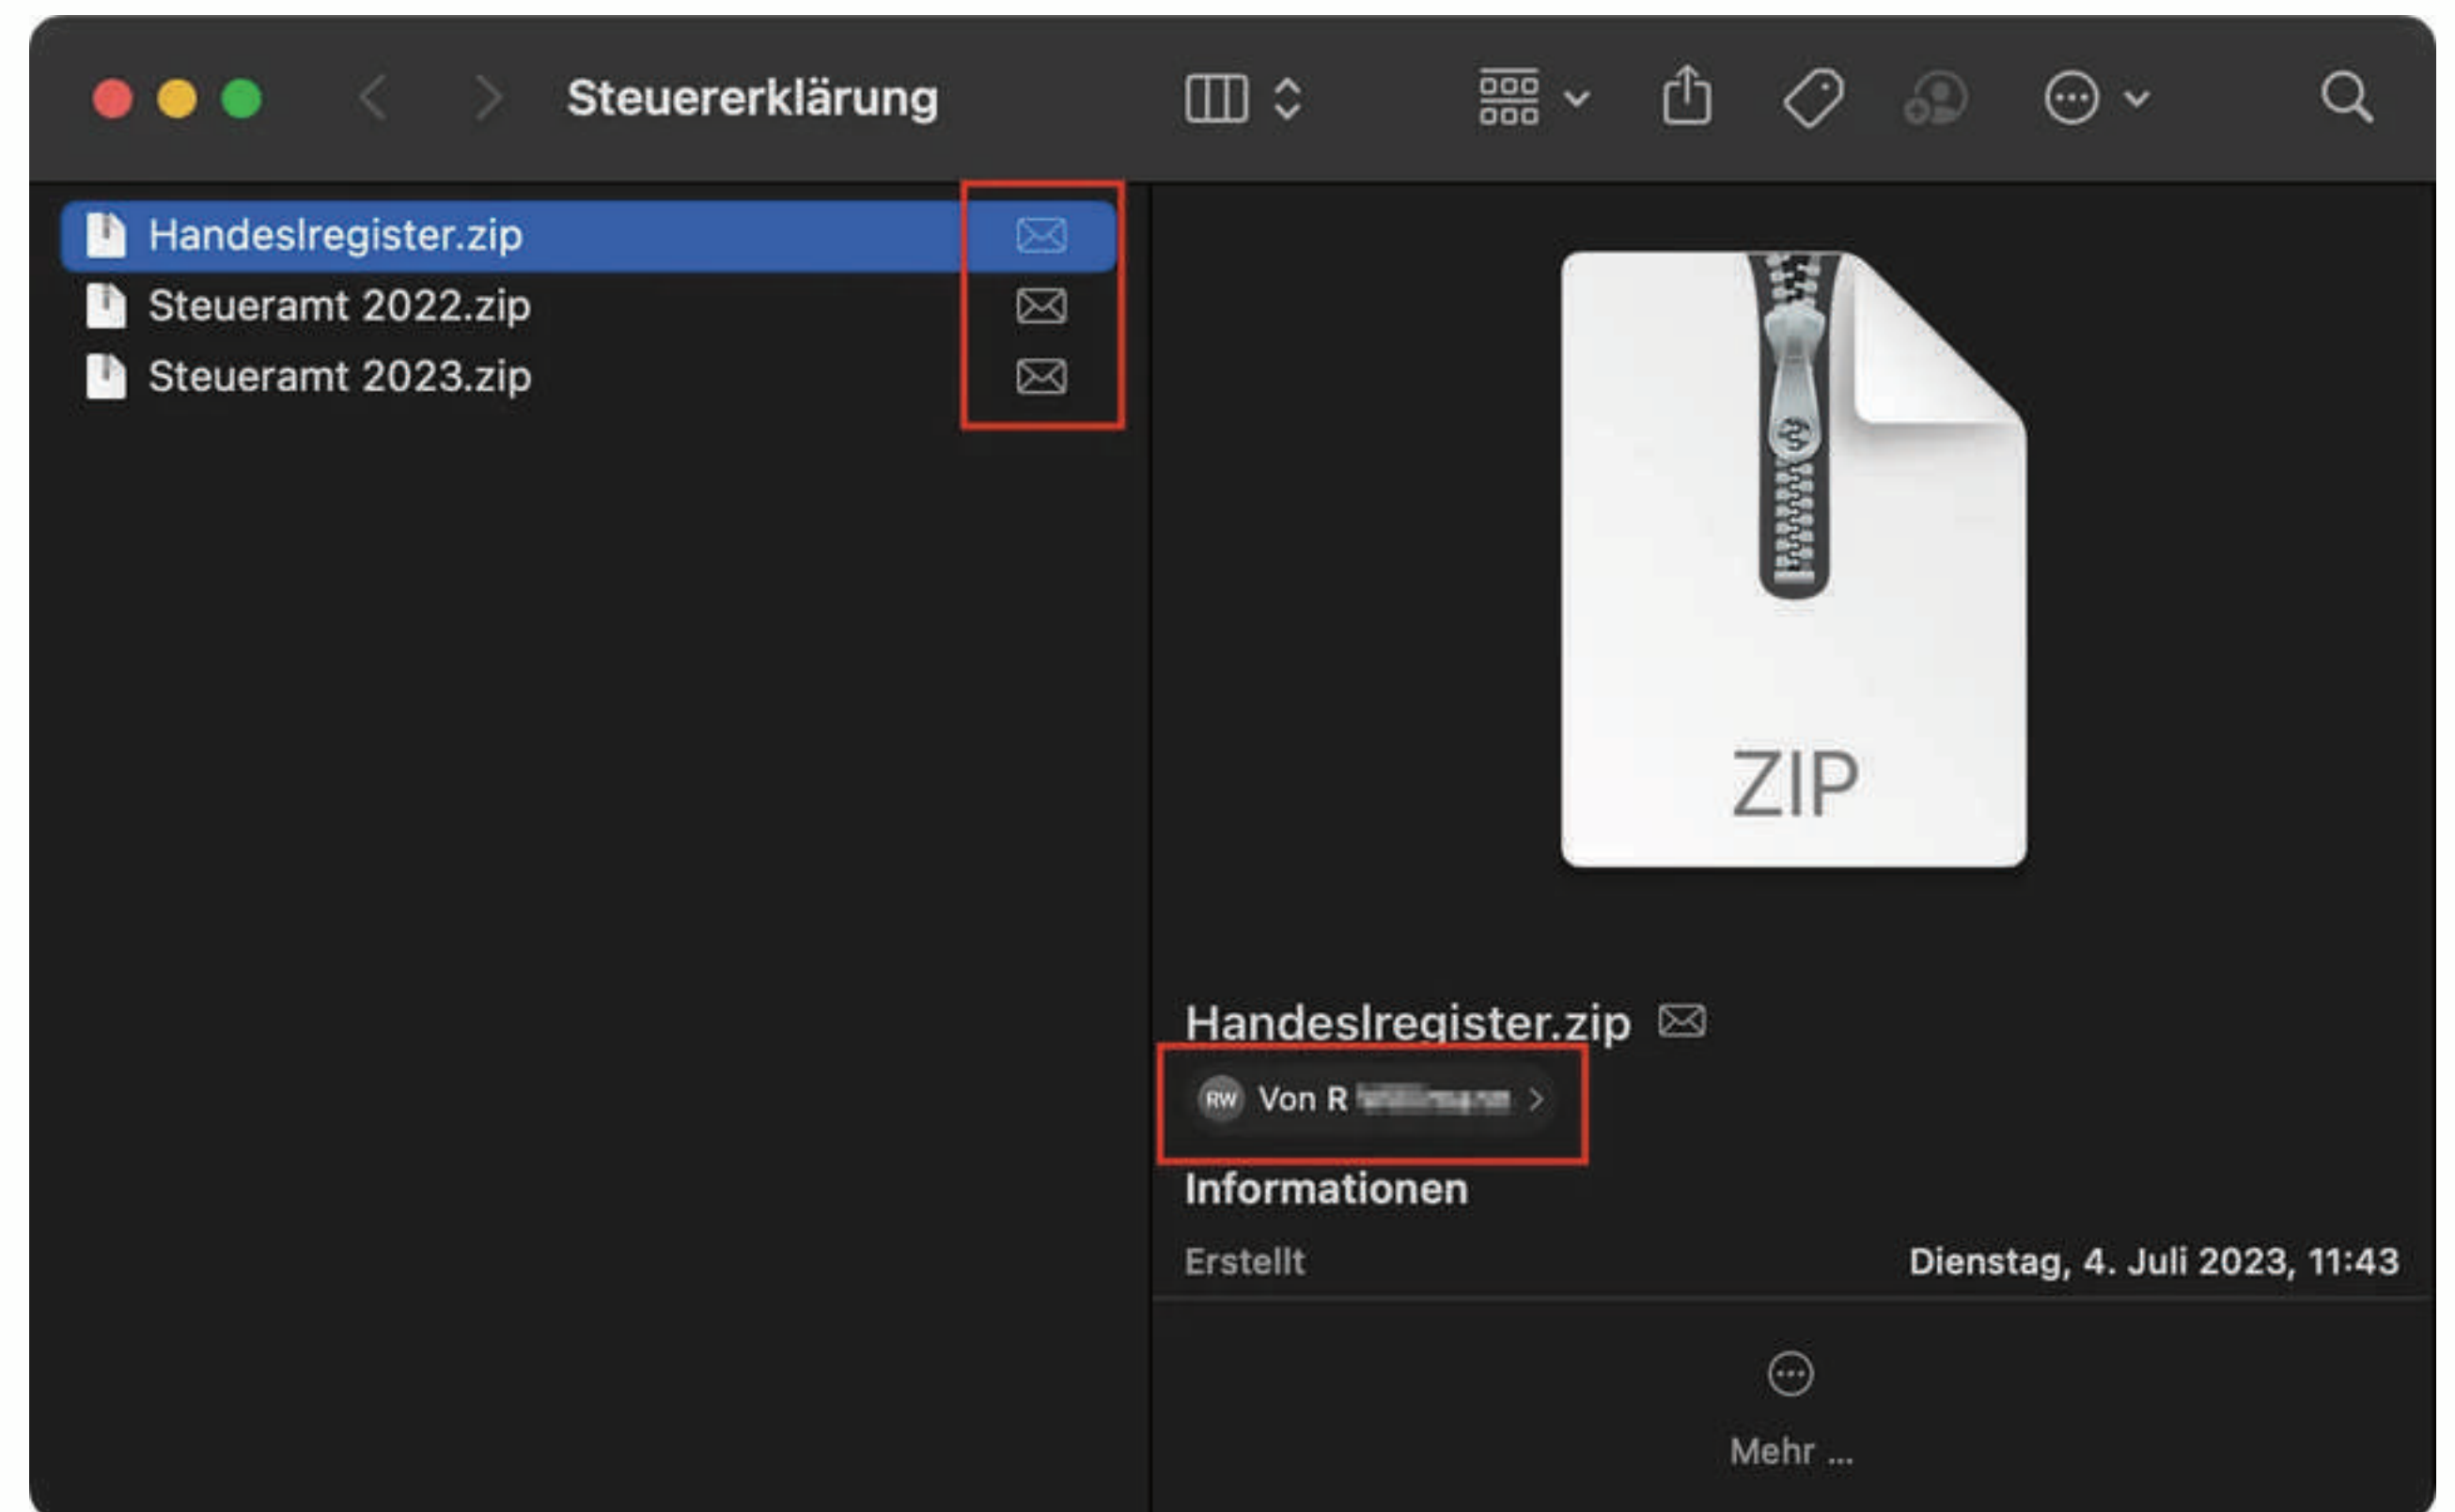 Steuererklärung
Handeslregister.zip
Steueramt 2022.zip
Steueramt 2023.zip
ZIP
Handeslregister.zip
RW Von R
Informationen
Erstellt Dienstag, 4. Juli 2023, 11:43
Mehr ...